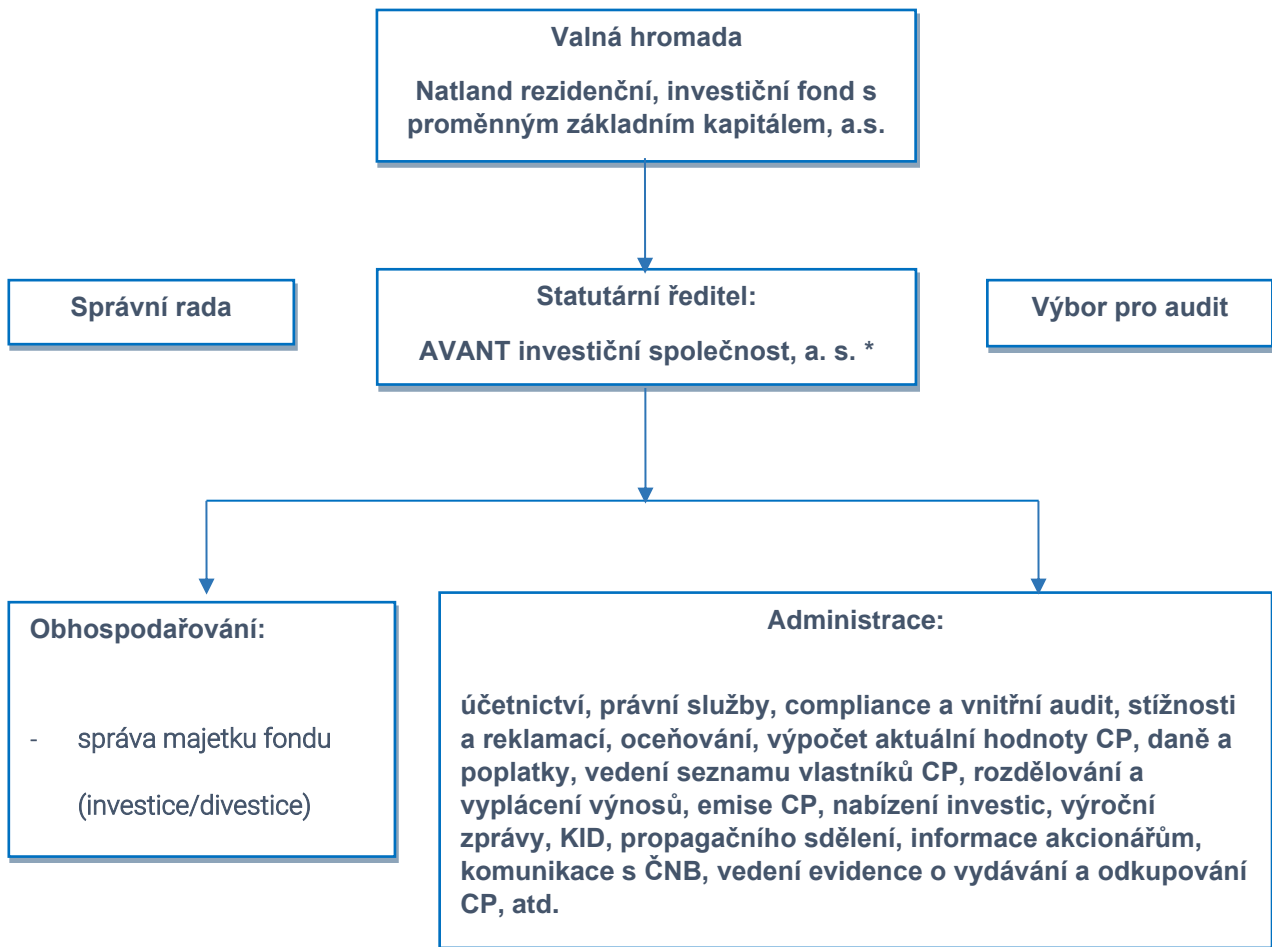 Valná hromada
Natland rezidenční, investiční fond s
proměnným základním kapitálem, a.s.
Správní rada
Statutární ředitel:
AVANT investiční společnost, a. s. *
Výbor pro audit
Obhospodařování:
- správa majetku fondu
(investice/divestice)
Administrace:
účetnictví, právní služby, compliance a vnitřní audit, stížnosti
a reklamací, oceňování, výpočet aktuální hodnoty CP, daně a
poplatky, vedení seznamu vlastníků CP, rozdělování a
vyplácení výnosů, emise CP, nabízení investic, výroční
zprávy, KID, propagačního sdělení, informace akcionářům,
komunikace s ČNB, vedení evidence o vydávání a odkupování
CP, atd.